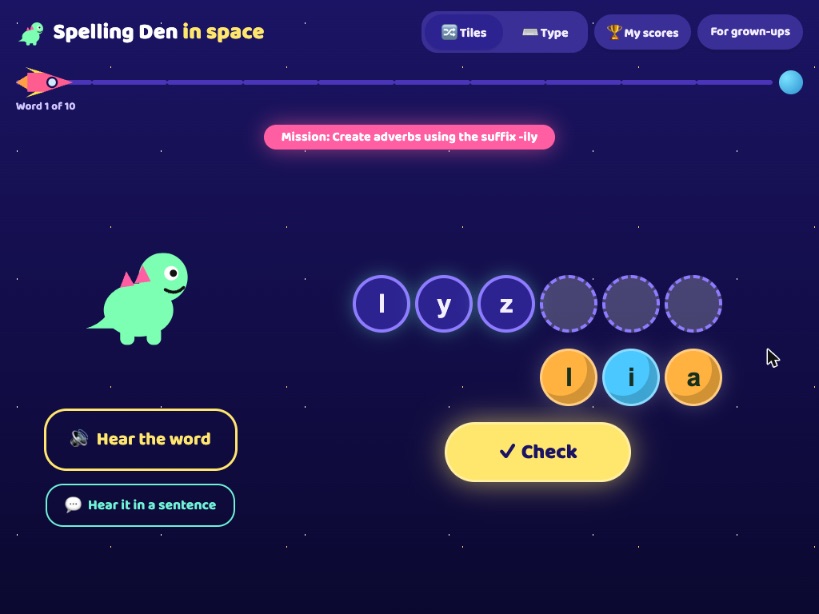 Spelling Den in space
Tiles
Type
My scores
For grown-ups
Word 1 of 10
Mission: Create adverbs using the suffix -ily
l y z
l i a
Hear the word
✓ Check
Hear it in a sentence